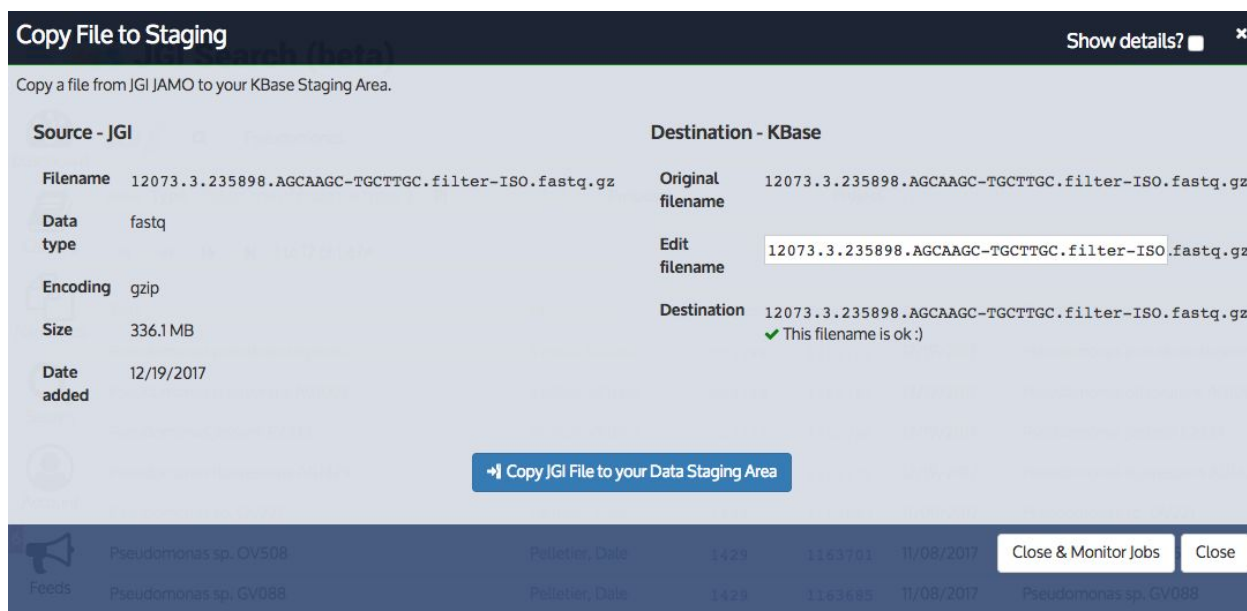 Copy File to Staging
Show details?
JGI Search (beta)
Copy a file from JGI JAMO to your KBase Staging Area.
Source - JGI
Filename 12073.3.235898.AGCAAGC-TGCTTGC.filter-ISO.fastq.gz
Data type fastq
Encoding gzip
Size 336.1 MB
Date added 12/19/2017
Destination - KBase
Original filename 12073.3.235898.AGCAAGC-TGCTTGC.filter-ISO.fastq.gz
Edit filename 12073.3.235898.AGCAAGC-TGCTTGC.filter-ISO.fastq.gz
Destination 12073.3.235898.AGCAAGC-TGCTTGC.filter-ISO.fastq.gz
This filename is ok :)
Copy JGI File to your Data Staging Area
Pseudomonas sp. OV508 Pelletier, Dale 1429 1163701 11/08/2017
Close & Monitor Jobs Close
Feeds
Pseudomonas sp. GV088 Pelletier, Dale 1429 1163685 11/08/2017 Pseudomonas sp. GV088